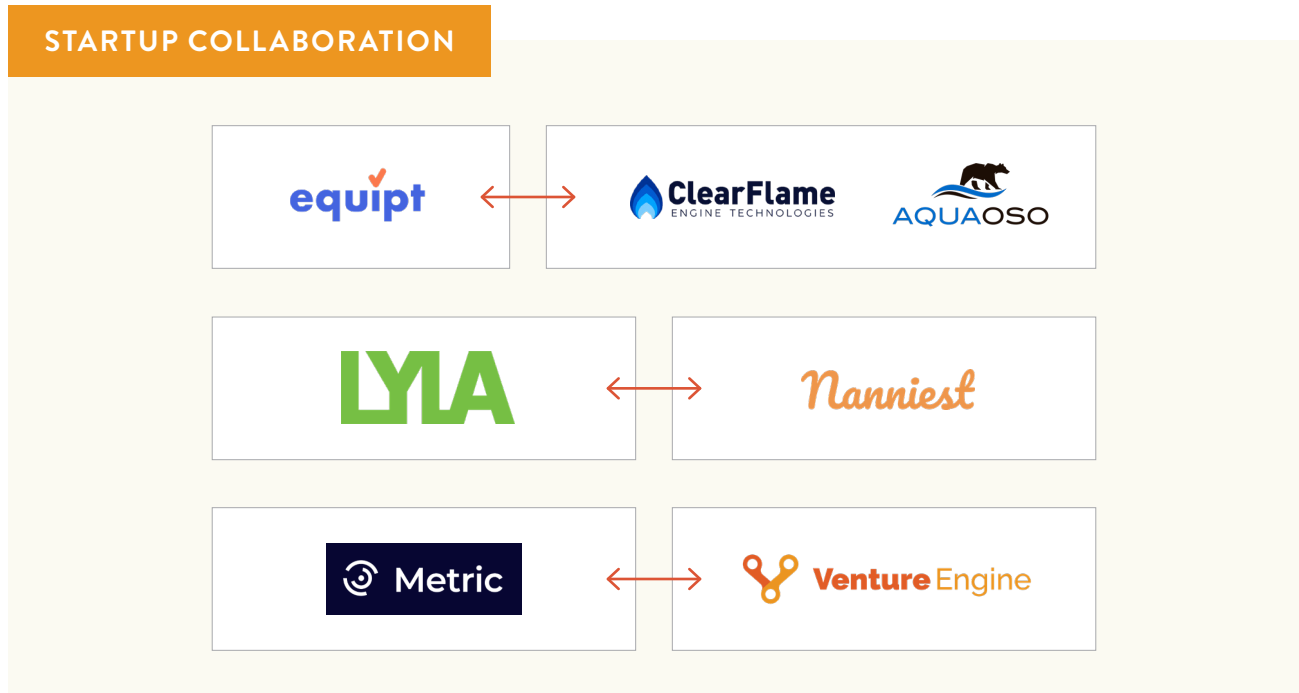 STARTUP COLLABORATION
equipt
ClearFlame
ENGINE TECHNOLOGIES
AQUAOSO
LYLA
Nanniest
Metric
Venture Engine